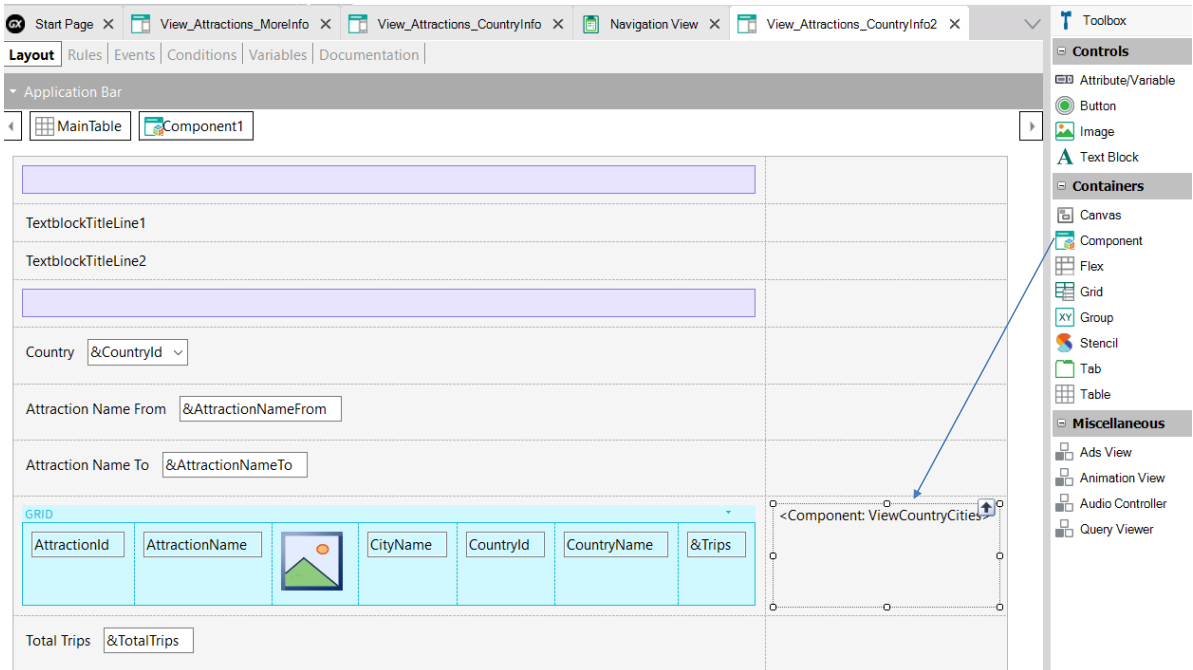 GX Start Page View_Attractions_MoreInfo View_Attractions_CountryInfo Navigation View View_Attractions_CountryInfo2
Layout Rules Events Conditions Variables Documentation
Application Bar
MainTable Component1
TextblockTitleLine1
TextblockTitleLine2
Country &CountryId
Attraction Name From &AttractionNameFrom
Attraction Name To &AttractionNameTo
GRID
AttractionId AttractionName CityName CountryId CountryName &Trips
<Component: ViewCountryCities>
Total Trips &TotalTrips
Toolbox
Controls
Attribute/Variable
Button
Image
A Text Block
Containers
Canvas
Component
Flex
Grid
XY Group
Stencil
Tab
Table
Miscellaneous
Ads View
Animation View
Audio Controller
Query Viewer